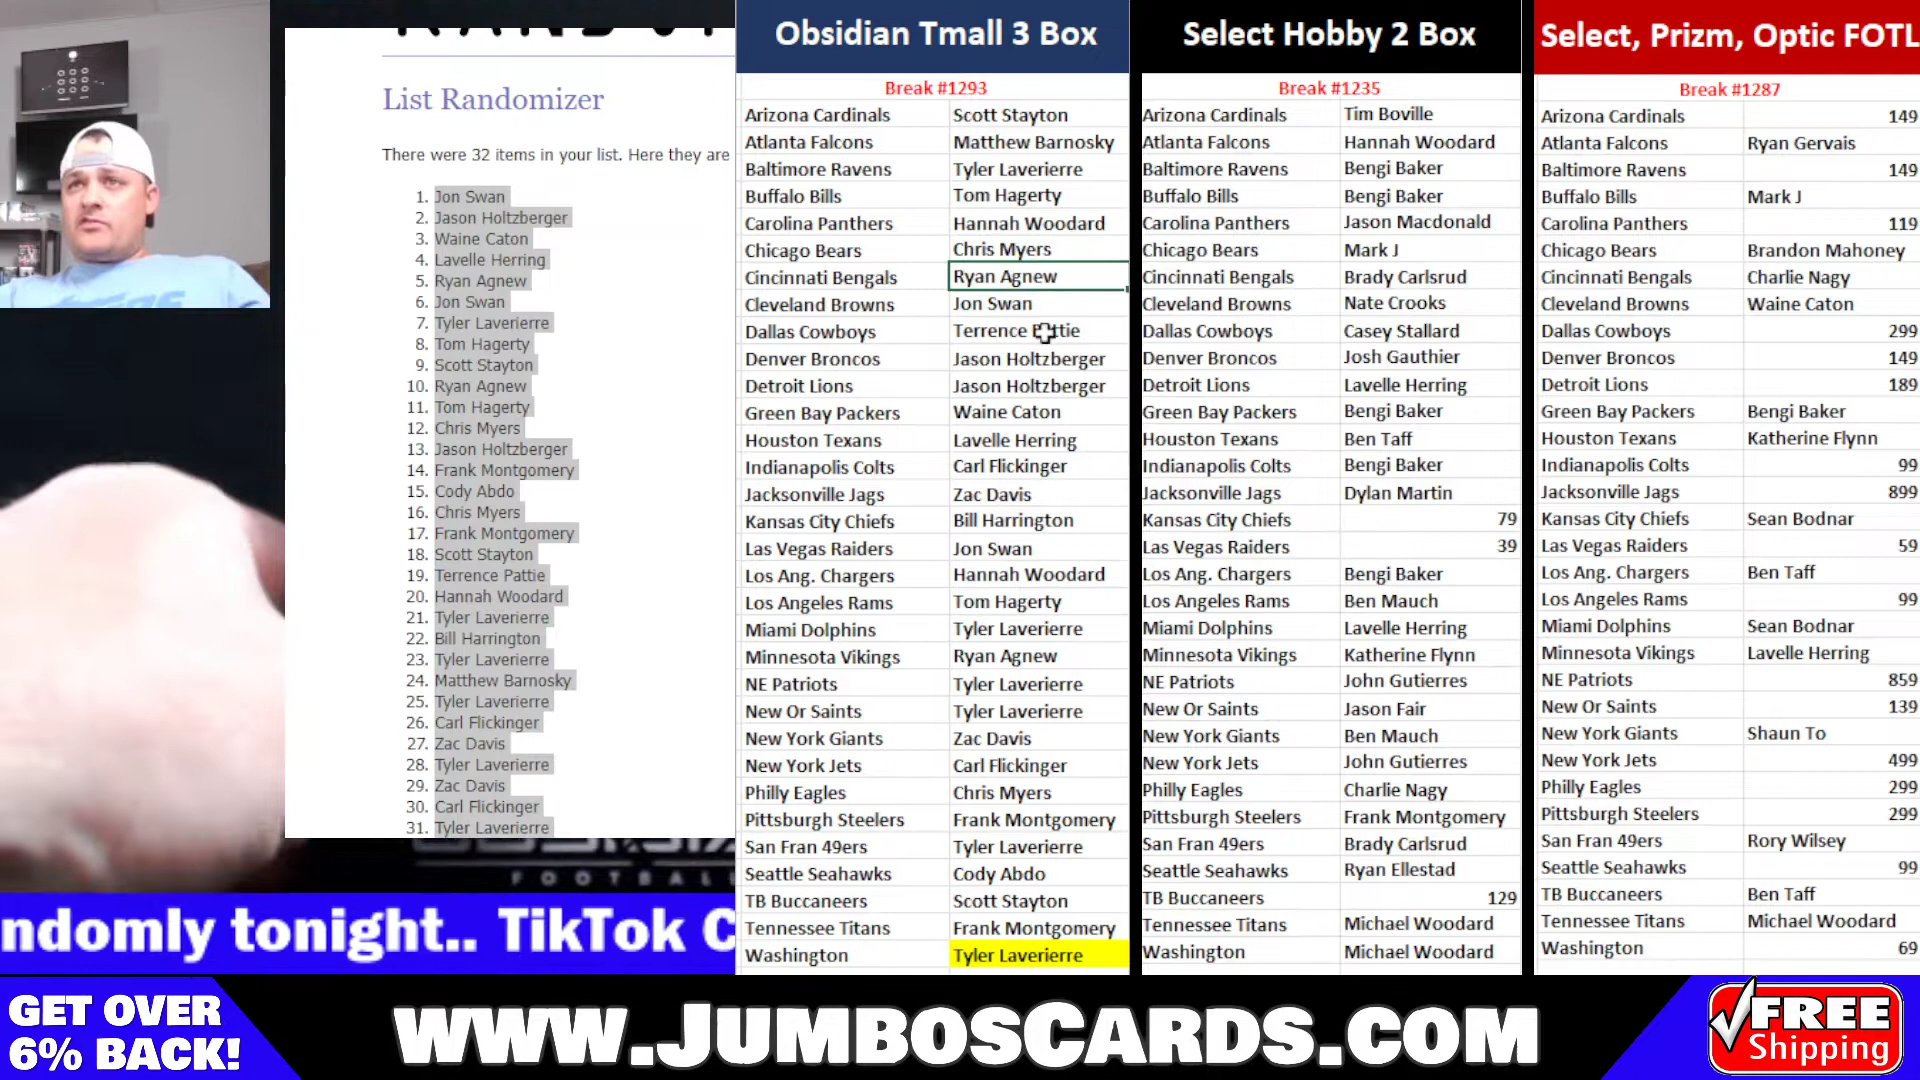 List Randomizer
There were 32 items in your list. Here they are
1. Jon Swan
2. Jason Holtzberger
3. Waine Caton
4. Lavelle Herring
5. Ryan Agnew
6. Jon Swan
7. Tyler Laverierre
8. Tom Hagerty
9. Scott Stayton
10. Ryan Agnew
11. Tom Hagerty
12. Chris Myers
13. Jason Holtzberger
14. Frank Montgomery
15. Cody Abdo
16. Chris Myers
17. Frank Montgomery
18. Scott Stayton
19. Terrence Pattie
20. Hannah Woodard
21. Tyler Laverierre
22. Bill Harrington
23. Tyler Laverierre
24. Matthew Barnosky
25. Tyler Laverierre
26. Carl Flickinger
27. Zac Davis
28. Tyler Laverierre
29. Zac Davis
30. Carl Flickinger
31. Tyler Laverierre
Obsidian Tmall 3 Box
Break #1293
Arizona Cardinals Scott Stayton
Atlanta Falcons Matthew Barnosky
Baltimore Ravens Tyler Laverierre
Buffalo Bills Tom Hagerty
Carolina Panthers Hannah Woodard
Chicago Bears Chris Myers
Cincinnati Bengals Ryan Agnew
Cleveland Browns Jon Swan
Dallas Cowboys Terrence
Denver Broncos Jason Holtzberger
Detroit Lions Jason Holtzberger
Green Bay Packers Waine Caton
Houston Texans Lavelle Herring
Indianapolis Colts Carl Flickinger
Jacksonville Jags Zac Davis
Kansas City Chiefs Bill Harrington
Las Vegas Raiders Jon Swan
Los Ang. Chargers Hannah Woodard
Los Angeles Rams Tom Hagerty
Miami Dolphins Tyler Laverierre
Minnesota Vikings Ryan Agnew
NE Patriots Tyler Laverierre
New Or Saints Tyler Laverierre
New York Giants Zac Davis
New York Jets Carl Flickinger
Philly Eagles Chris Myers
Pittsburgh Steelers Frank Montgomery
San Fran 49ers Tyler Laverierre
Seattle Seahawks Cody Abdo
TB Buccaneers Scott Stayton
Tennessee Titans Frank Montgomery
Washington Tyler Laverierre
Select Hobby 2 Box
Break #1235
Arizona Cardinals Tim Boville
Atlanta Falcons Hannah Woodard
Baltimore Ravens Bengi Baker
Buffalo Bills Bengi Baker
Carolina Panthers Jason Macdonald
Chicago Bears Mark J
Cincinnati Bengals Brady Carlsrud
Cleveland Browns Nate Crooks
Dallas Cowboys Casey Stallard
Denver Broncos Josh Gauthier
Detroit Lions Lavelle Herring
Green Bay Packers Bengi Baker
Houston Texans Ben Taff
Indianapolis Colts Bengi Baker
Jacksonville Jags Dylan Martin
Kansas City Chiefs 79
Las Vegas Raiders 39
Los Ang. Chargers Bengi Baker
Los Angeles Rams Ben Mauch
Miami Dolphins Lavelle Herring
Minnesota Vikings Katherine Flynn
NE Patriots John Gutierres
New Or Saints Jason Fair
New York Giants Ben Mauch
New York Jets John Gutierres
Philly Eagles Charlie Nagy
Pittsburgh Steelers Frank Montgomery
San Fran 49ers Brady Carlsrud
Seattle Seahawks Ryan Ellestad
TB Buccaneers 129
Tennessee Titans Michael Woodard
Washington Michael Woodard
Select, Prizm, Optic FOTL
Break #1287
Arizona Cardinals 149
Atlanta Falcons Ryan Gervais
Baltimore Ravens 149
Buffalo Bills Mark J
Carolina Panthers 119
Chicago Bears Brandon Mahoney
Cincinnati Bengals Charlie Nagy
Cleveland Browns Waine Caton
Dallas Cowboys 299
Denver Broncos 149
Detroit Lions 189
Green Bay Packers Bengi Baker
Houston Texans Katherine Flynn
Indianapolis Colts 99
Jacksonville Jags 899
Kansas City Chiefs Sean Bodnar
Las Vegas Raiders 59
Los Ang. Chargers Ben Taff
Los Angeles Rams 99
Miami Dolphins Sean Bodnar
Minnesota Vikings Lavelle Herring
NE Patriots 859
New Or Saints 139
New York Giants Shaun To
New York Jets 499
Philly Eagles 299
Pittsburgh Steelers 299
San Fran 49ers Rory Wilsey
Seattle Seahawks 99
TB Buccaneers Ben Taff
Tennessee Titans Michael Woodard
Washington 69
ndomly tonight.. TikTok C
GET OVER
6% BACK!
www.JumbosCards.com
FREE
Shipping